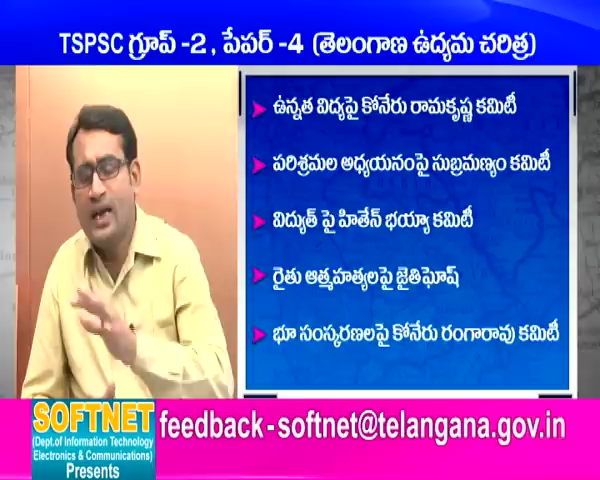 TSPSC గ్రూప్ -2 , పేపర్ -4 (తెలంగాణ ఉద్యమ చరిత్ర)
ఉన్నత విద్యపై కోనేరు రామకృష్ణ కమిటీ
పరిశ్రమల అధ్యయనంపై సుబ్రమణ్యం కమిటీ
విద్యుత్ పై హితేన్ భయ్యా కమిటీ
రైతు ఆత్మహత్యలపై జైతిఘోష్
భూ సంస్కరణలపై కోనేరు రంగారావు కమిటీ
SOFTNET
(Dept.of Information Technology
Electronics & Communications)
Presents
feedback - softnet@telangana.gov.in